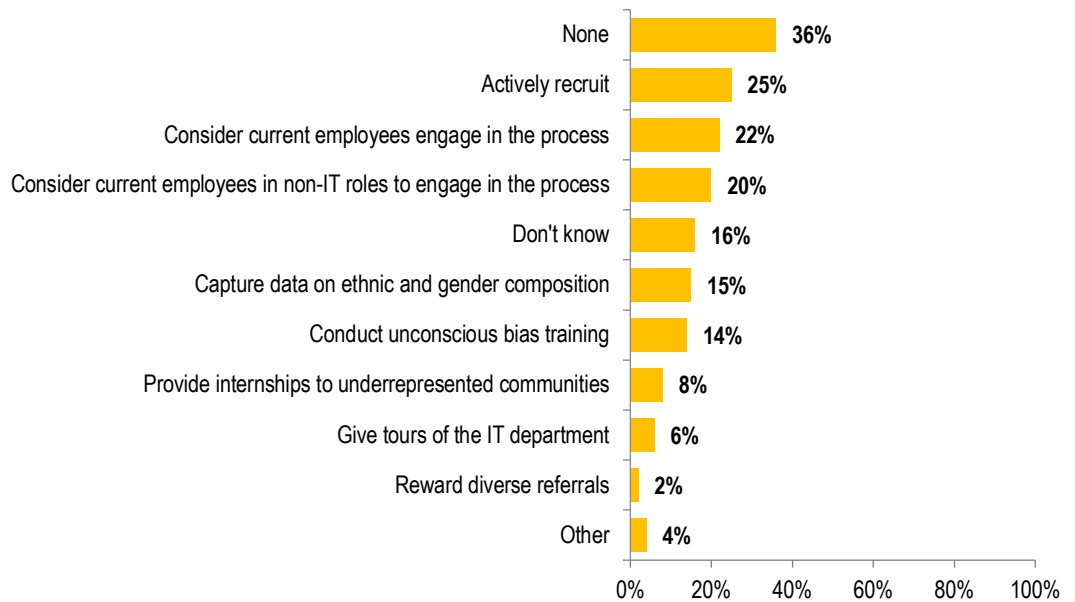 None 36%
Actively recruit 25%
Consider current employees engage in the process 22%
Consider current employees in non-IT roles to engage in the process 20%
Don't know 16%
Capture data on ethnic and gender composition 15%
Conduct unconscious bias training 14%
Provide internships to underrepresented communities 8%
Give tours of the IT department 6%
Reward diverse referrals 2%
Other 4%
0% 20% 40% 60% 80% 100%